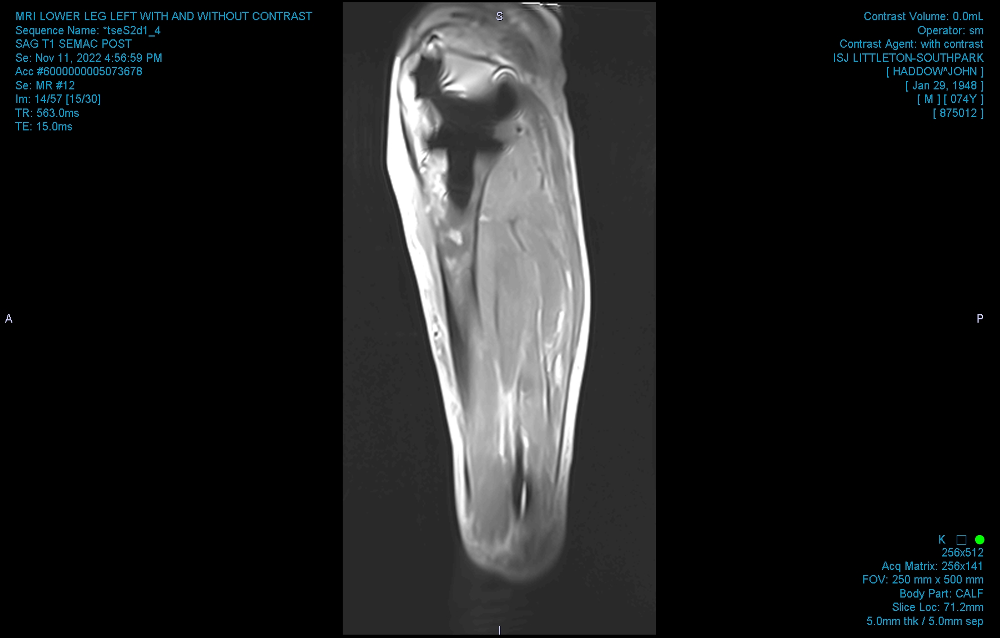 MRI LOWER LEG LEFT WITH AND WITHOUT CONTRAST
Sequence Name: *tseS2d1_4
SAG T1 SEMAC POST
Se: Nov 11, 2022 4:56:59 PM
Acc #6000000005073678
Se: MR #12
Im: 14/57 [15/30]
TR: 563.0ms
TE: 15.0ms
S
Contrast Volume: 0.0mL
Operator: sm
Contrast Agent: with contrast
ISJ LITTLETON-SOUTHPARK
[ HADDOW^JOHN ]
[ Jan 29, 1948 ]
[ M ] [ 074Y ]
[ 875012 ]
A
P
K
256x512
Acq Matrix: 256x141
FOV: 250 mm x 500 mm
Body Part: CALF
Slice Loc: 71.2mm
5.0mm thk / 5.0mm sep
I